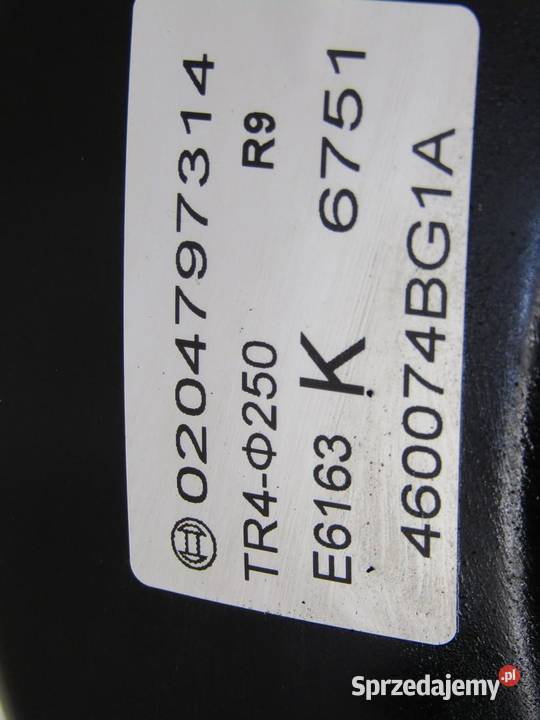 0204797314
TR4-Φ250 R9
E6163 K 6751
460074BG1A
Sprzedajemy.pl